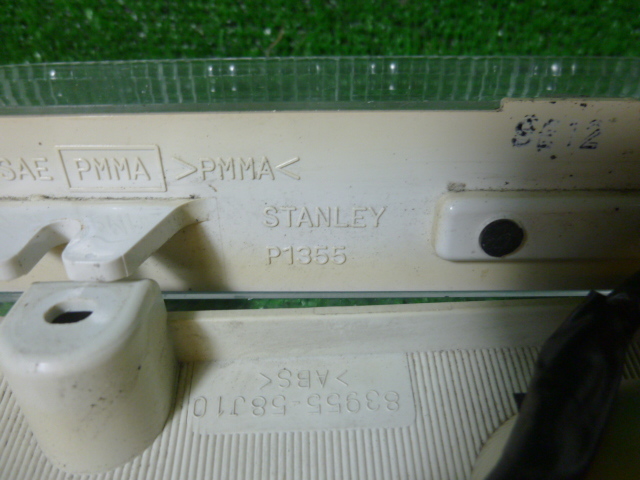 SAE PMMA >PMMA<
STANLEY
P1355
83955-58J10
>ABS<